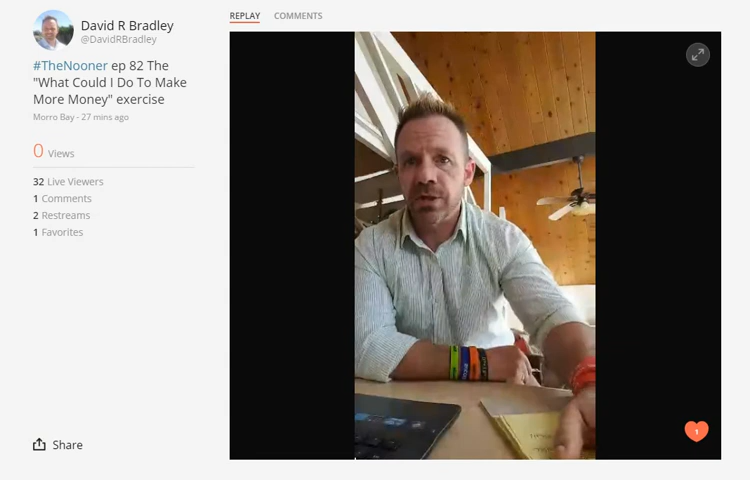 David R Bradley
@DavidRBradley
#TheNooner ep 82 The
"What Could I Do To Make
More Money" exercise
Morro Bay - 27 mins ago
0 Views
32 Live Viewers
1 Comments
2 Restreams
1 Favorites
Share
REPLAY COMMENTS
1